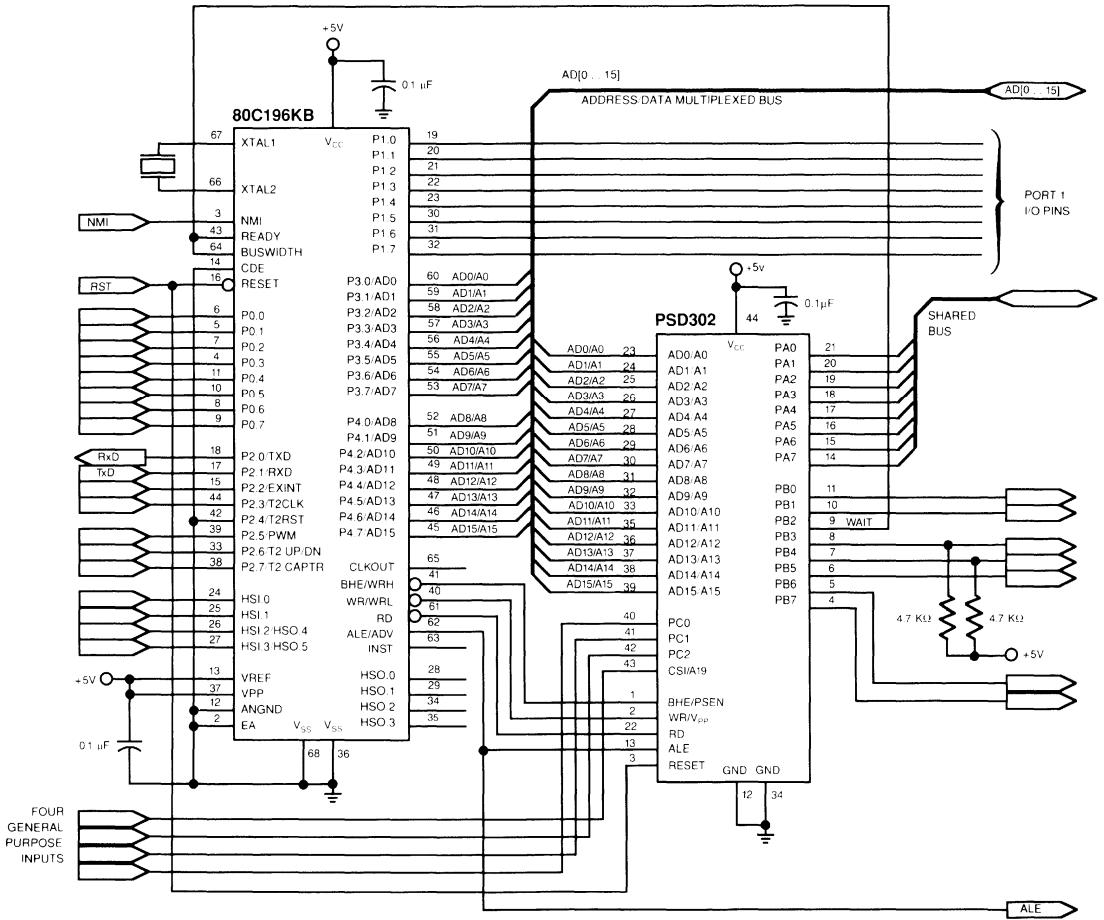 +5V
0.1 µF
80C196KB
AD[0 . . 15]
ADDRESS/DATA MULTIPLEXED BUS
AD[0 . . 15]
VCC
67 XTAL1
66 XTAL2
NMI 3 NMI
43 READY
64 BUSWIDTH
14 CDE
RST 16 RESET
6 P0.0
5 P0.1
7 P0.2
4 P0.3
11 P0.4
10 P0.5
8 P0.6
9 P0.7
RxD 18 P2.0/TXD
TxD 17 P2.1/RXD
15 P2.2/EXINT
44 P2.3/T2CLK
42 P2.4/T2RST
39 P2.5/PWM
33 P2.6/T2 UP/DN
38 P2.7/T2 CAPTR
24 HSI.0
25 HSI.1
26 HSI.2/HSO.4
27 HSI.3/HSO.5
+5V
13 VREF
37 VPP
12 ANGND
2 EA
0.1 µF
VSS VSS
68 36
P1.0 19
P1.1 20
P1.2 21
P1.3 22
P1.4 23
P1.5 30
P1.6 31
P1.7 32
PORT 1
I/O PINS
P3.0/AD0 60 AD0/A0
P3.1/AD1 59 AD1/A1
P3.2/AD2 58 AD2/A2
P3.3/AD3 57 AD3/A3
P3.4/AD4 56 AD4/A4
P3.5/AD5 55 AD5/A5
P3.6/AD6 54 AD6/A6
P3.7/AD7 53 AD7/A7
P4.0/AD8 52 AD8/A8
P4.1/AD9 51 AD9/A9
P4.2/AD10 50 AD10/A10
P4.3/AD11 49 AD11/A11
P4.4/AD12 48 AD12/A12
P4.5/AD13 47 AD13/A13
P4.6/AD14 46 AD14/A14
P4.7/AD15 45 AD15/A15
CLKOUT 65
BHE/WRH 41
WR/WRL 40
RD 61
ALE/ADV 62
INST 63
HSO.0 28
HSO.1 29
HSO.2 34
HSO.3 35
+5v
0.1µF
PSD302
44
VCC
SHARED
BUS
AD0/A0 23 AD0/A0
AD1/A1 24 AD1/A1
AD2/A2 25 AD2/A2
AD3/A3 26 AD3/A3
AD4/A4 27 AD4/A4
AD5/A5 28 AD5/A5
AD6/A6 29 AD6/A6
AD7/A7 30 AD7/A7
AD8/A8 31 AD8/A8
AD9/A9 32 AD9/A9
AD10/A10 33 AD10/A10
AD11/A11 35 AD11/A11
AD12/A12 36 AD12/A12
AD13/A13 37 AD13/A13
AD14/A14 38 AD14/A14
AD15/A15 39 AD15/A15
40 PC0
41 PC1
42 PC2
43 CSI/A19
1 BHE/PSEN
2 WR/VPP
22 RD
13 ALE
3 RESET
GND GND
12 34
PA0 21
PA1 20
PA2 19
PA3 18
PA4 17
PA5 16
PA6 15
PA7 14
PB0 11
PB1 10
PB2 9 WAIT
PB3 8
PB4 7
PB5 6
PB6 5
PB7 4
4.7 KΩ 4.7 KΩ
+5V
FOUR
GENERAL
PURPOSE
INPUTS
ALE